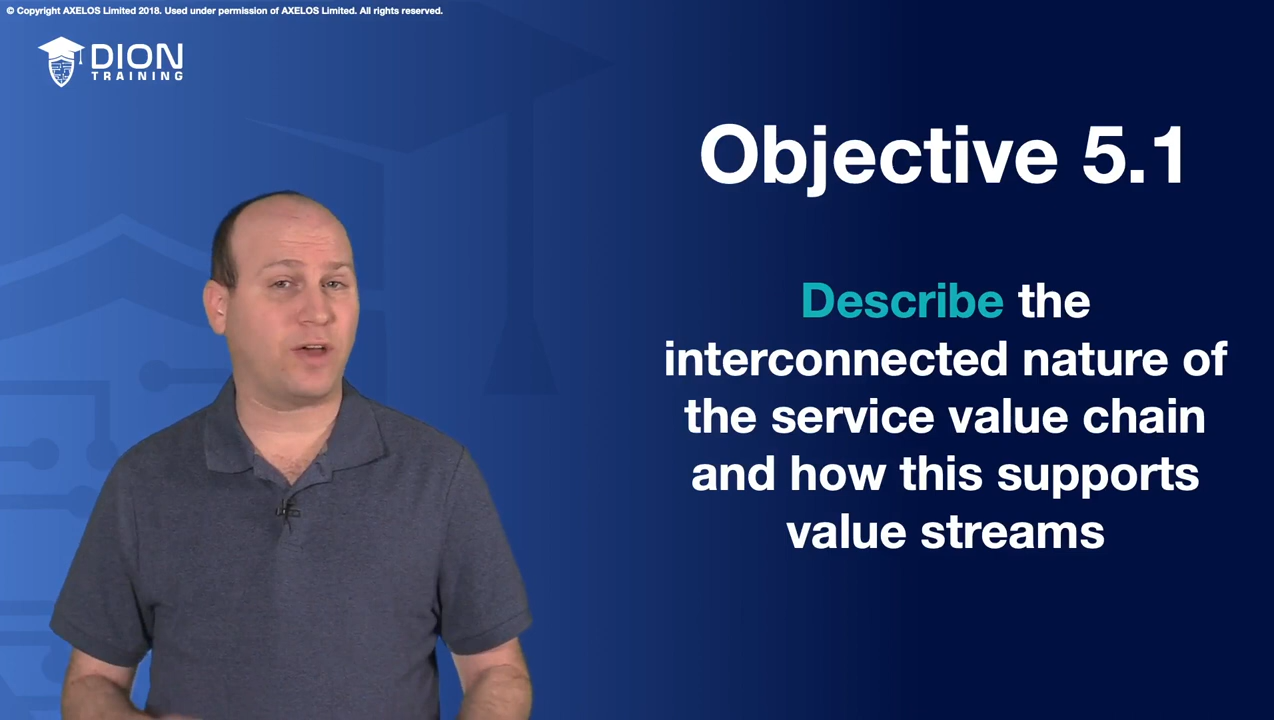 © Copyright AXELOS Limited 2018. Used under permission of AXELOS Limited. All rights reserved.
DION
TRAINING
Objective 5.1
Describe the
interconnected nature of
the service value chain
and how this supports
value streams